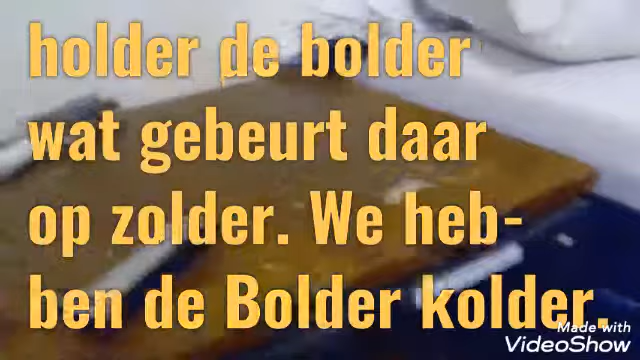 holder de bolder
wat gebeurt daar
op zolder. We heb-
ben de Bolder kolder.
Made with
VideoShow